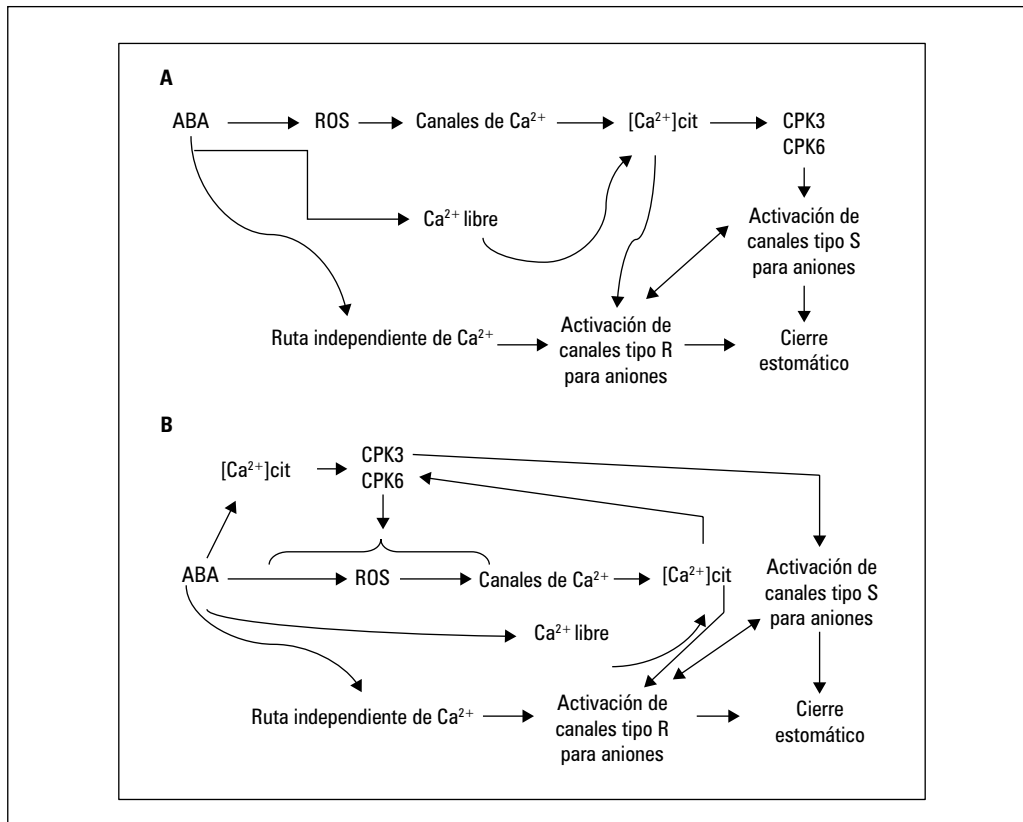 A
ABA
ROS
Canales de Ca²⁺
[Ca²⁺]cit
CPK3
CPK6
Ca²⁺ libre
Activación de
canales tipo S
para aniones
Ruta independiente de Ca²⁺
Activación de
canales tipo R
para aniones
Cierre
estomático
B
[Ca²⁺]cit
CPK3
CPK6
ABA
ROS
Canales de Ca²⁺
[Ca²⁺]cit
Activación de
canales tipo S
para aniones
Ca²⁺ libre
Ruta independiente de Ca²⁺
Activación de
canales tipo R
para aniones
Cierre
estomático